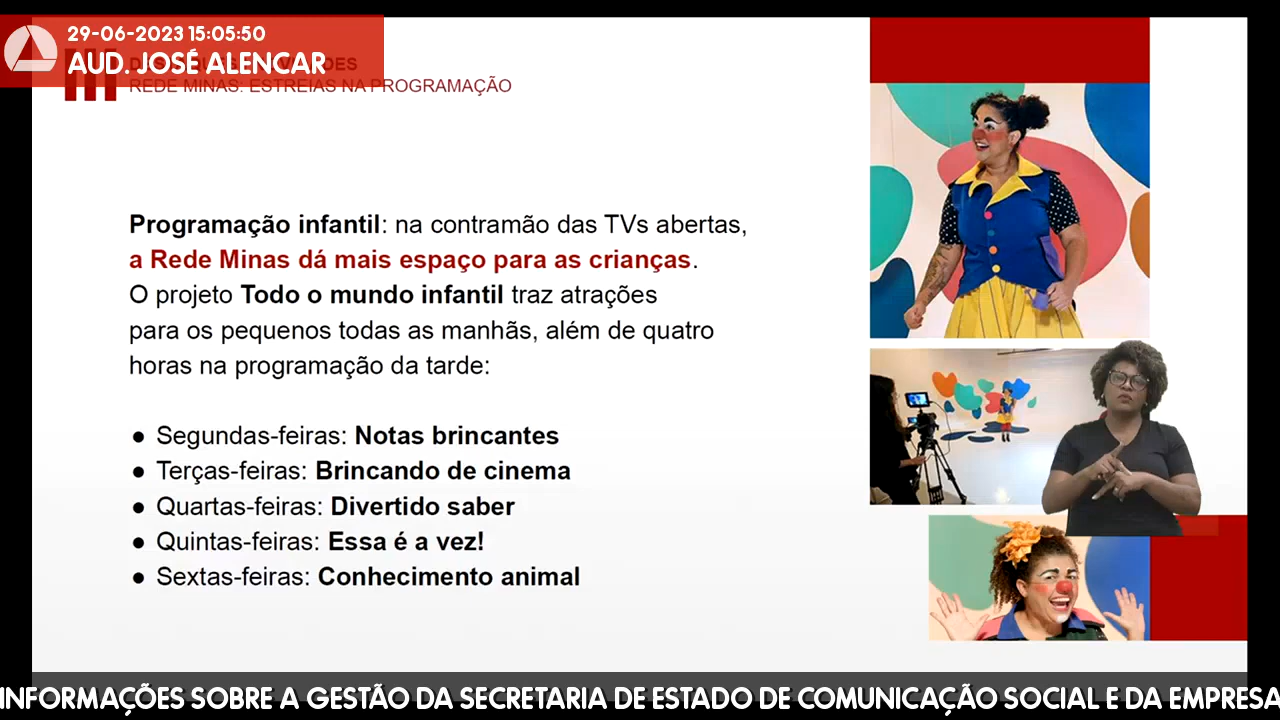 29-06-2023 15:05:50
AUD. JOSÉ ALENCAR
REDE MINAS: ESTREIAS NA PROGRAMAÇÃO
Programação infantil: na contramão das TVs abertas,
a Rede Minas dá mais espaço para as crianças.
O projeto Todo o mundo infantil traz atrações
para os pequenos todas as manhãs, além de quatro
horas na programação da tarde:
● Segundas-feiras: Notas brincantes
● Terças-feiras: Brincando de cinema
● Quartas-feiras: Divertido saber
● Quintas-feiras: Essa é a vez!
● Sextas-feiras: Conhecimento animal
INFORMAÇÕES SOBRE A GESTÃO DA SECRETARIA DE ESTADO DE COMUNICAÇÃO SOCIAL E DA EMPRESA